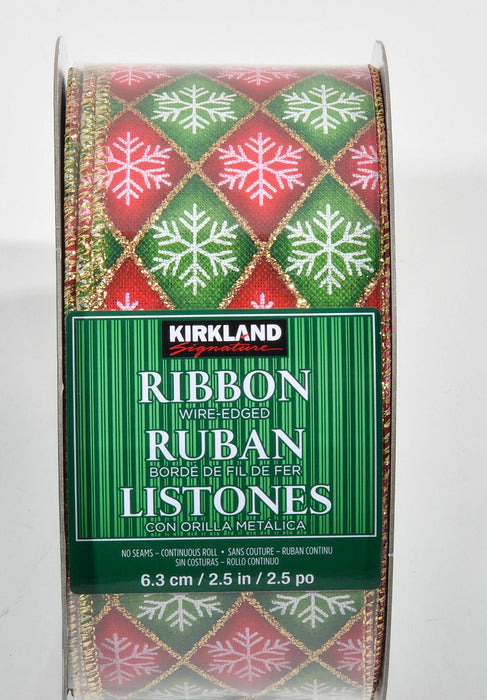 KIRKLAND
Signature
RIBBON
WIRE-EDGED
RUBAN
BORDÉ DE FIL DE FER
LISTONES
CON ORILLA METÁLICA
NO SEAMS – CONTINUOUS ROLL • SANS COUTURE – RUBAN CONTINU
SIN COSTURAS – ROLLO CONTINUO
6.3 cm / 2.5 in / 2.5 po